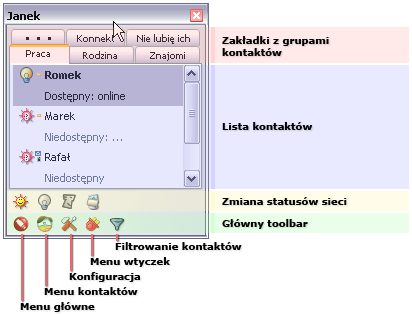 Janek
. . . Konnekt Nie lubię ich
Praca Rodzina Znajomi
Romek
Dostępny: online
Marek
Niedostępny: ...
Rafał
Niedostępny
Zakładki z grupami
kontaktów
Lista kontaktów
Zmiana statusów sieci
Główny toolbar
Filtrowanie kontaktów
Menu wtyczek
Konfiguracja
Menu kontaktów
Menu główne